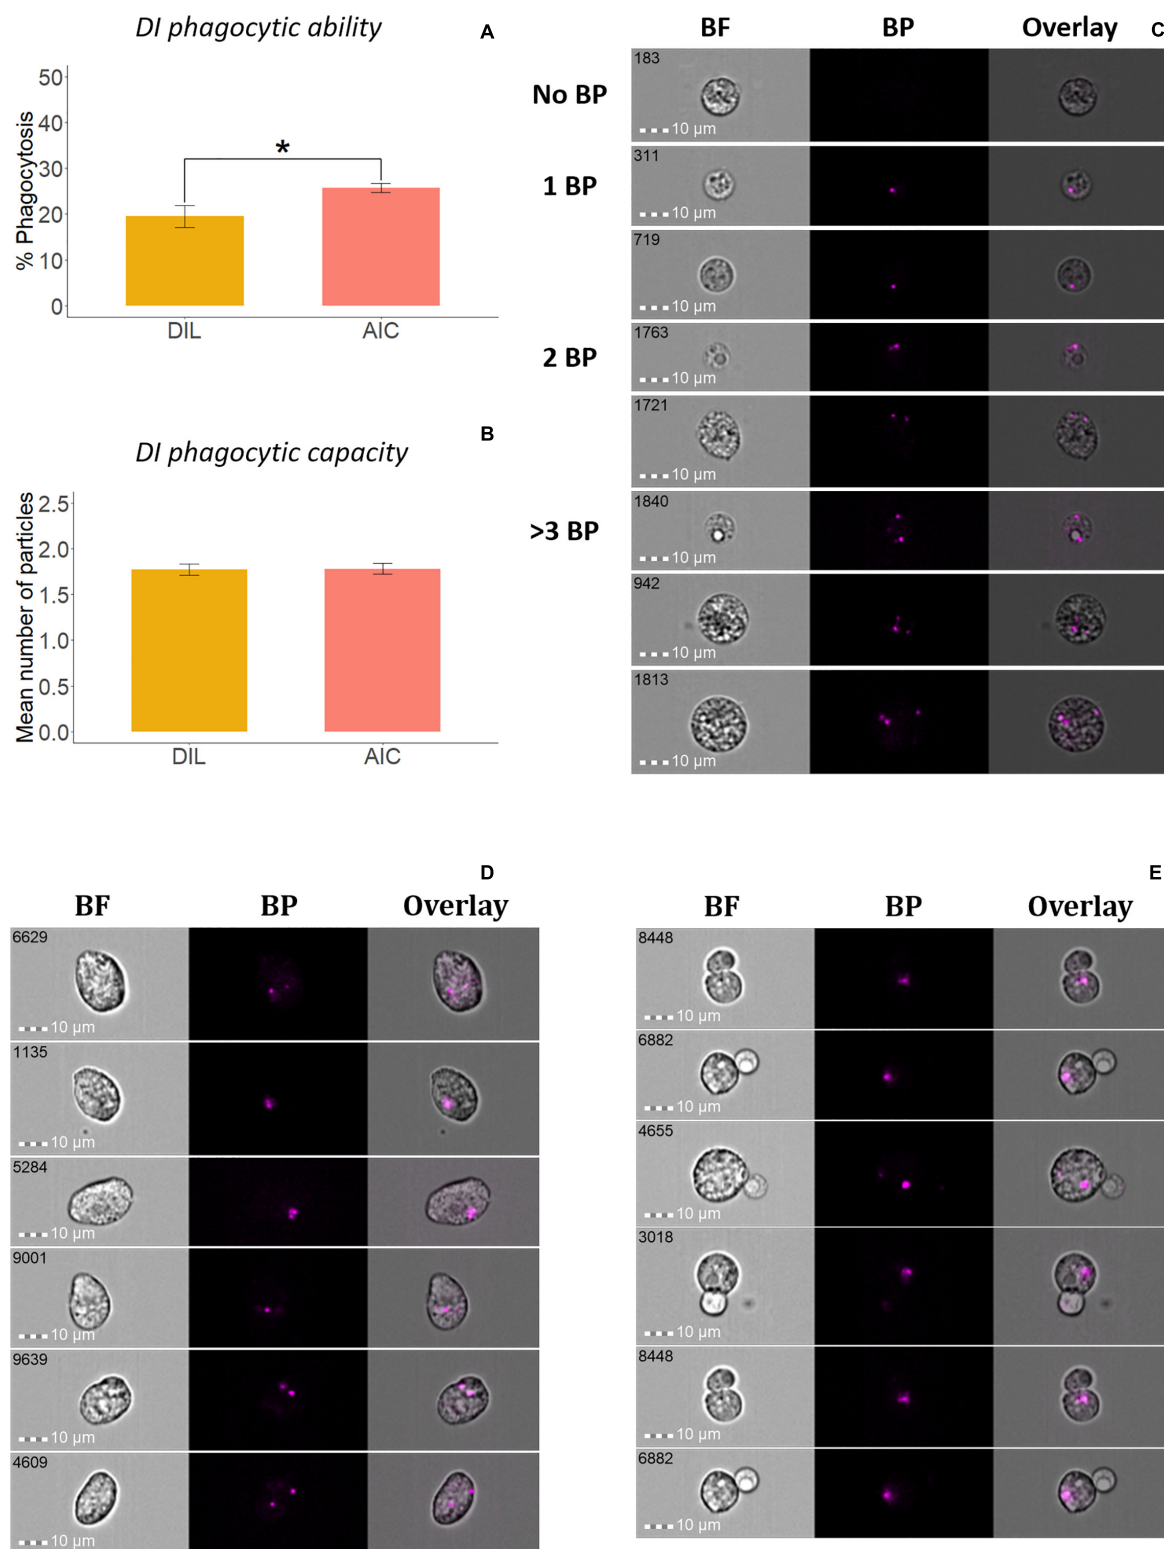 DI phagocytic ability
A
% Phagocytosis
50
40
30
20
10
0
*
DIL
AIC
B
DI phagocytic capacity
Mean number of particles
2.5
2.0
1.5
1.0
0.5
0.0
DIL
AIC
BF
BP
Overlay
C
No BP
183
10 µm
1 BP
311
10 µm
719
10 µm
2 BP
1763
10 µm
1721
10 µm
>3 BP
1840
10 µm
942
10 µm
1813
10 µm
D
BF
BP
Overlay
6629
10 µm
1135
10 µm
5284
10 µm
9001
10 µm
9639
10 µm
4609
10 µm
E
BF
BP
Overlay
8448
10 µm
6882
10 µm
4655
10 µm
3018
10 µm
8448
10 µm
6882
10 µm